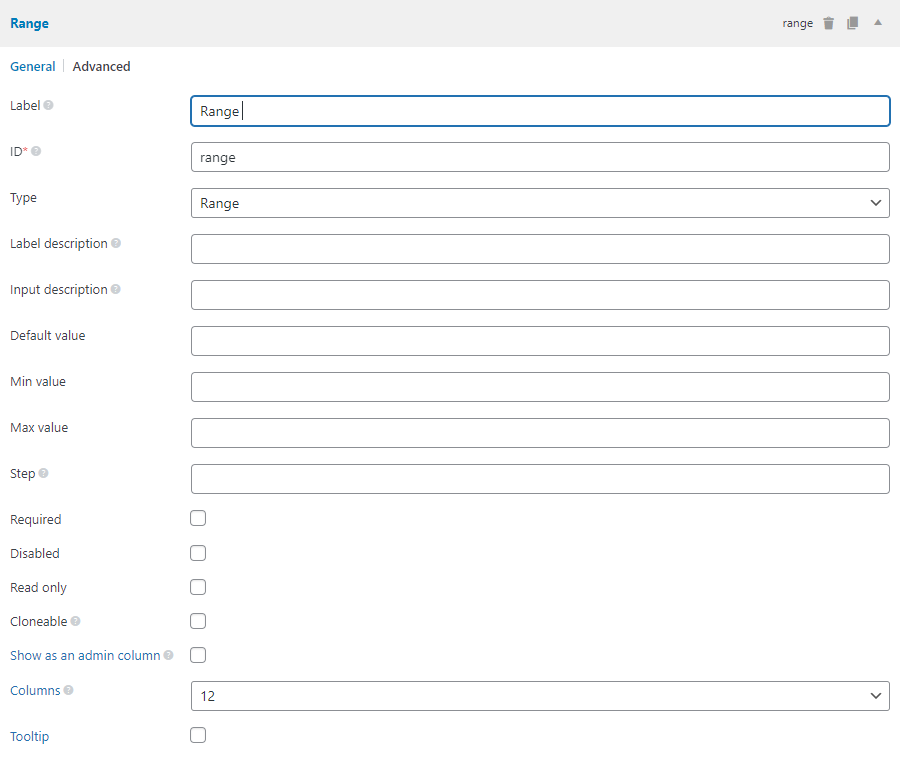 Range
range
General Advanced
Label ?
Range
ID* ?
range
Type
Range
Label description ?
Input description ?
Default value
Min value
Max value
Step ?
Required
Disabled
Read only
Cloneable ?
Show as an admin column ?
Columns ?
12
Tooltip